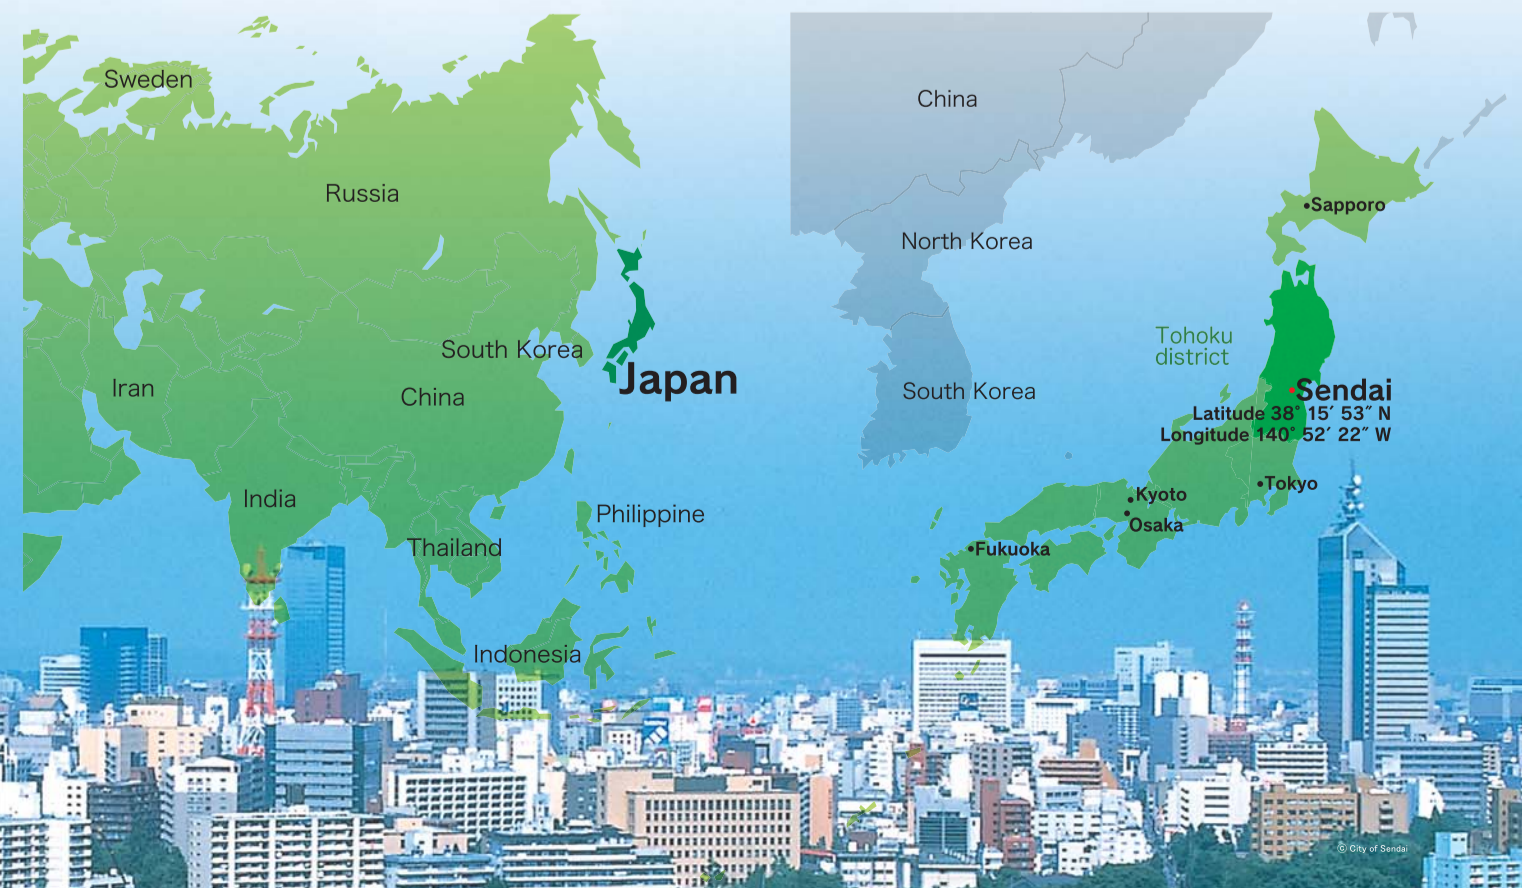 Sweden
Russia
South Korea
Japan
Iran
China
India
Philippine
Thailand
Indonesia
China
North Korea
South Korea
Sapporo
Tohoku
district
Sendai
Latitude 38° 15′ 53″ N
Longitude 140° 52′ 22″ W
Tokyo
Kyoto
Osaka
Fukuoka
© City of Sendai